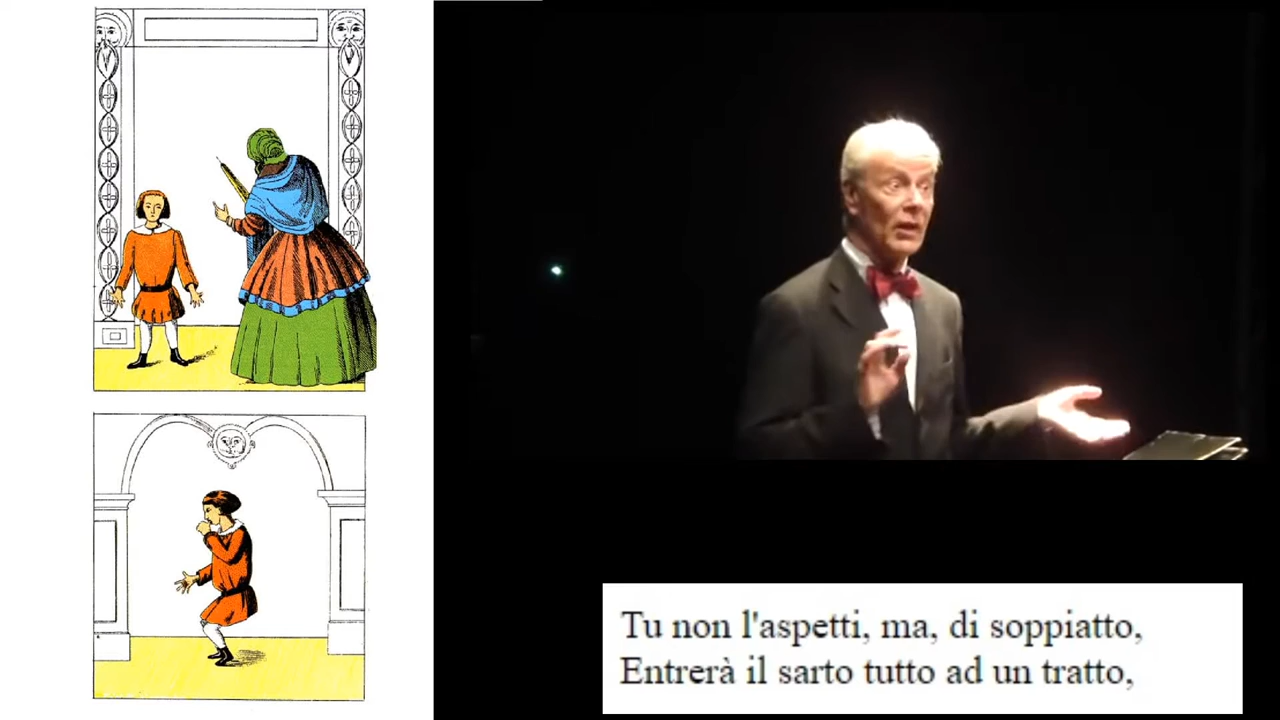 Tu non l'aspetti, ma, di soppiatto,
Entrerà il sarto tutto ad un tratto,